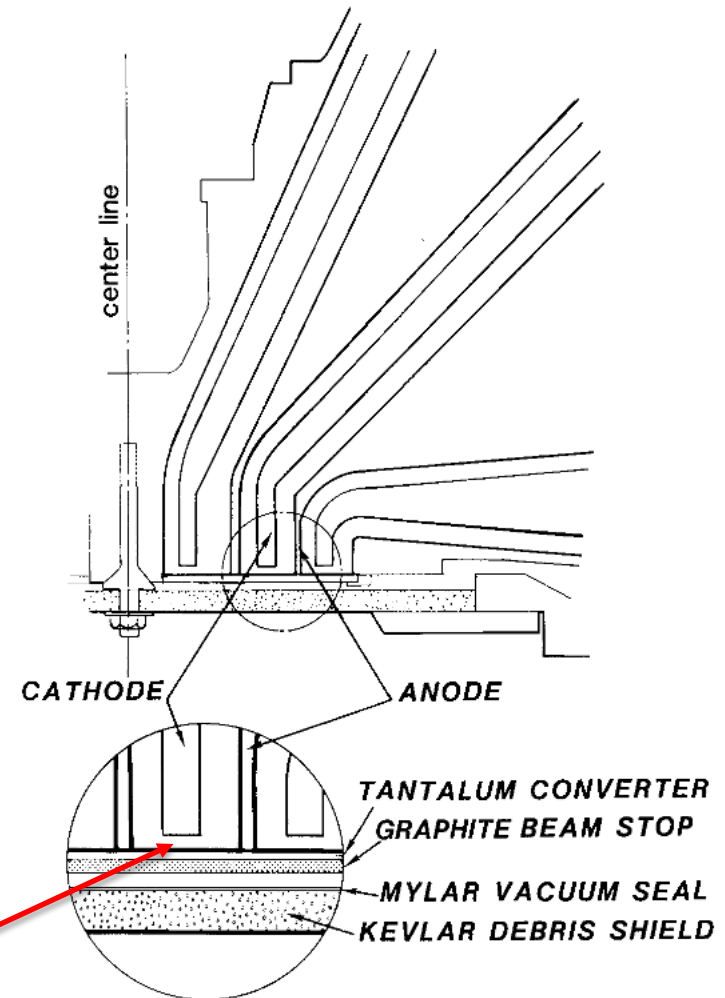 center line
CATHODE
ANODE
TANTALUM CONVERTER
GRAPHITE BEAM STOP
MYLAR VACUUM SEAL
KEVLAR DEBRIS SHIELD